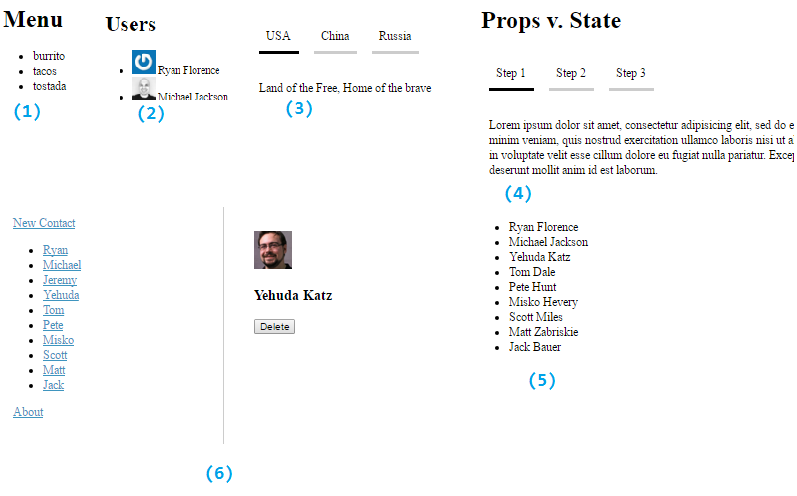 Menu
burrito
tacos
tostada
(1)
Users
Ryan Florence
Michael Jackson
(2)
USA China Russia
Land of the Free, Home of the brave
(3)
Props v. State
Step 1 Step 2 Step 3
Lorem ipsum dolor sit amet, consectetur adipisicing elit, sed do e
minim veniam, quis nostrud exercitation ullamco laboris nisi ut a
in voluptate velit esse cillum dolore eu fugiat nulla pariatur. Excep
deserunt mollit anim id est laborum.
(4)
Ryan Florence
Michael Jackson
Yehuda Katz
Tom Dale
Pete Hunt
Misko Hevery
Scott Miles
Matt Zabriskie
Jack Bauer
(5)
New Contact
Ryan
Michael
Jeremy
Yehuda
Tom
Pete
Misko
Scott
Matt
Jack
About
Yehuda Katz
Delete
(6)